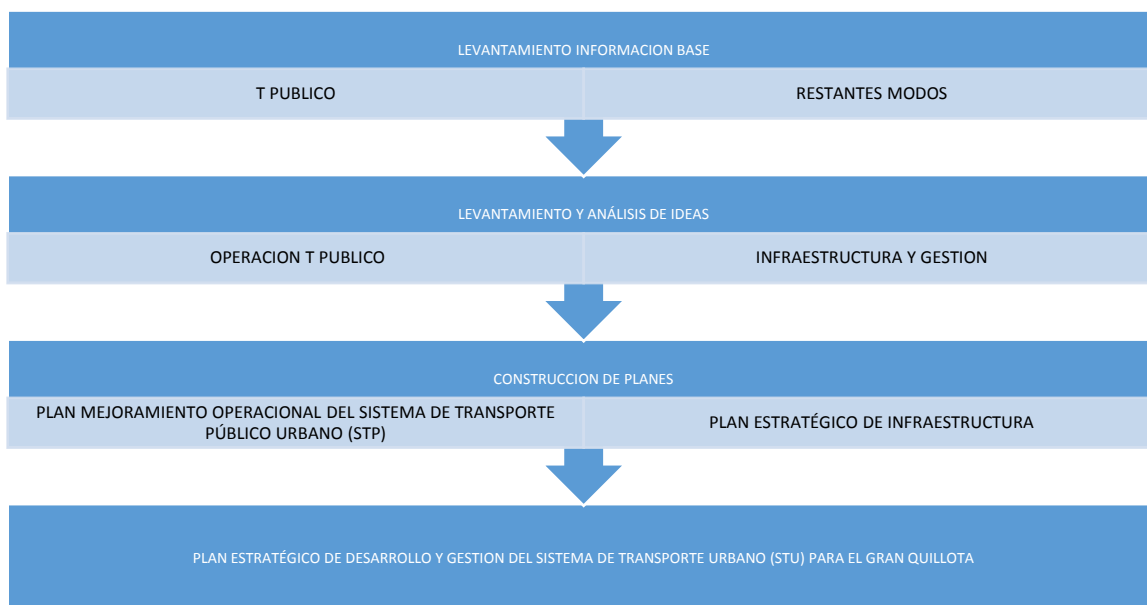 LEVANTAMIENTO INFORMACION BASE
T PUBLICO
RESTANTES MODOS
LEVANTAMIENTO Y ANÁLISIS DE IDEAS
OPERACION T PUBLICO
INFRAESTRUCTURA Y GESTION
CONSTRUCCION DE PLANES
PLAN MEJORAMIENTO OPERACIONAL DEL SISTEMA DE TRANSPORTE
PÚBLICO URBANO (STP)
PLAN ESTRATÉGICO DE INFRAESTRUCTURA
PLAN ESTRATÉGICO DE DESARROLLO Y GESTION DEL SISTEMA DE TRANSPORTE URBANO (STU) PARA EL GRAN QUILLOTA